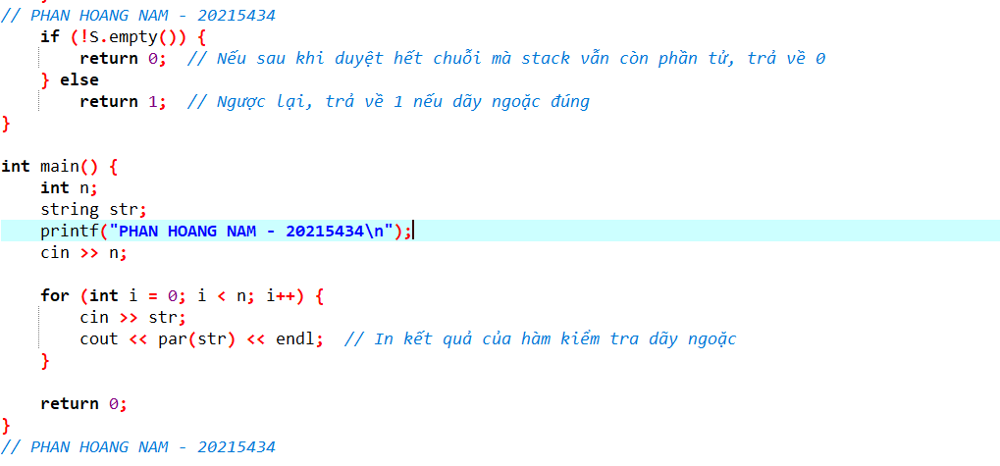 // PHAN HOANG NAM - 20215434
    if (!S.empty()) {
        return 0;  // Nếu sau khi duyệt hết chuỗi mà stack vẫn còn phần tử, trả về 0
    } else
        return 1;  // Ngược lại, trả về 1 nếu dãy ngoặc đúng
}
int main() {
    int n;
    string str;
    printf("PHAN HOANG NAM - 20215434\n");
    cin >> n;
    for (int i = 0; i < n; i++) {
        cin >> str;
        cout << par(str) << endl;  // In kết quả của hàm kiểm tra dãy ngoặc
    }
    return 0;
}
// PHAN HOANG NAM - 20215434